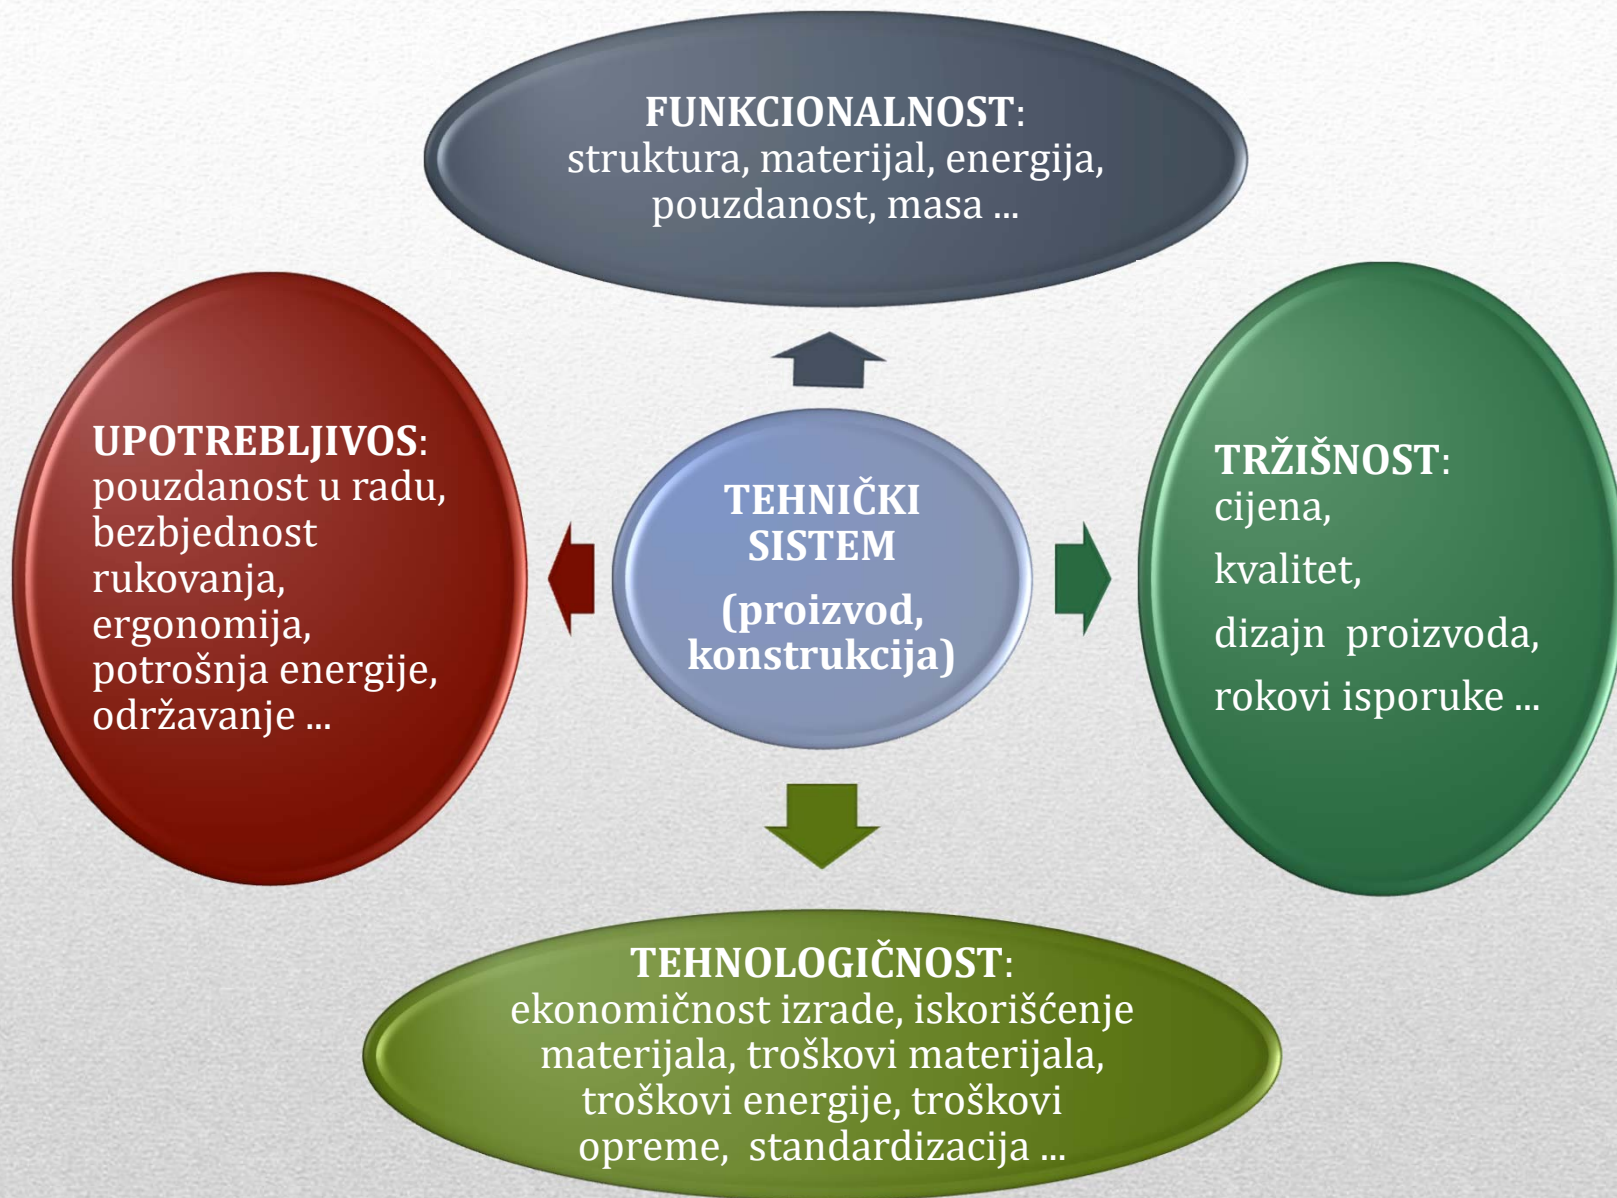 FUNKCIONALNOST:
struktura, materijal, energija,
pouzdanost, masa ...
UPOTREBLJIVOS:
pouzdanost u radu,
bezbjednost
rukovanja,
ergonomija,
potrošnja energije,
održavanje ...
TEHNIČKI
SISTEM
(proizvod,
konstrukcija)
TRŽIŠNOST:
cijena,
kvalitet,
dizajn  proizvoda,
rokovi isporuke ...
TEHNOLOGIČNOST:
ekonomičnost izrade, iskorišćenje
materijala, troškovi materijala,
troškovi energije, troškovi
opreme,  standardizacija ...